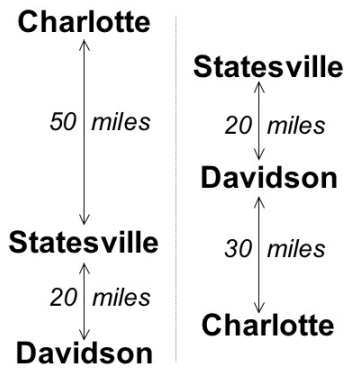 Charlotte
50 miles
Statesville
20 miles
Davidson
Statesville
20 miles
Davidson
30 miles
Charlotte